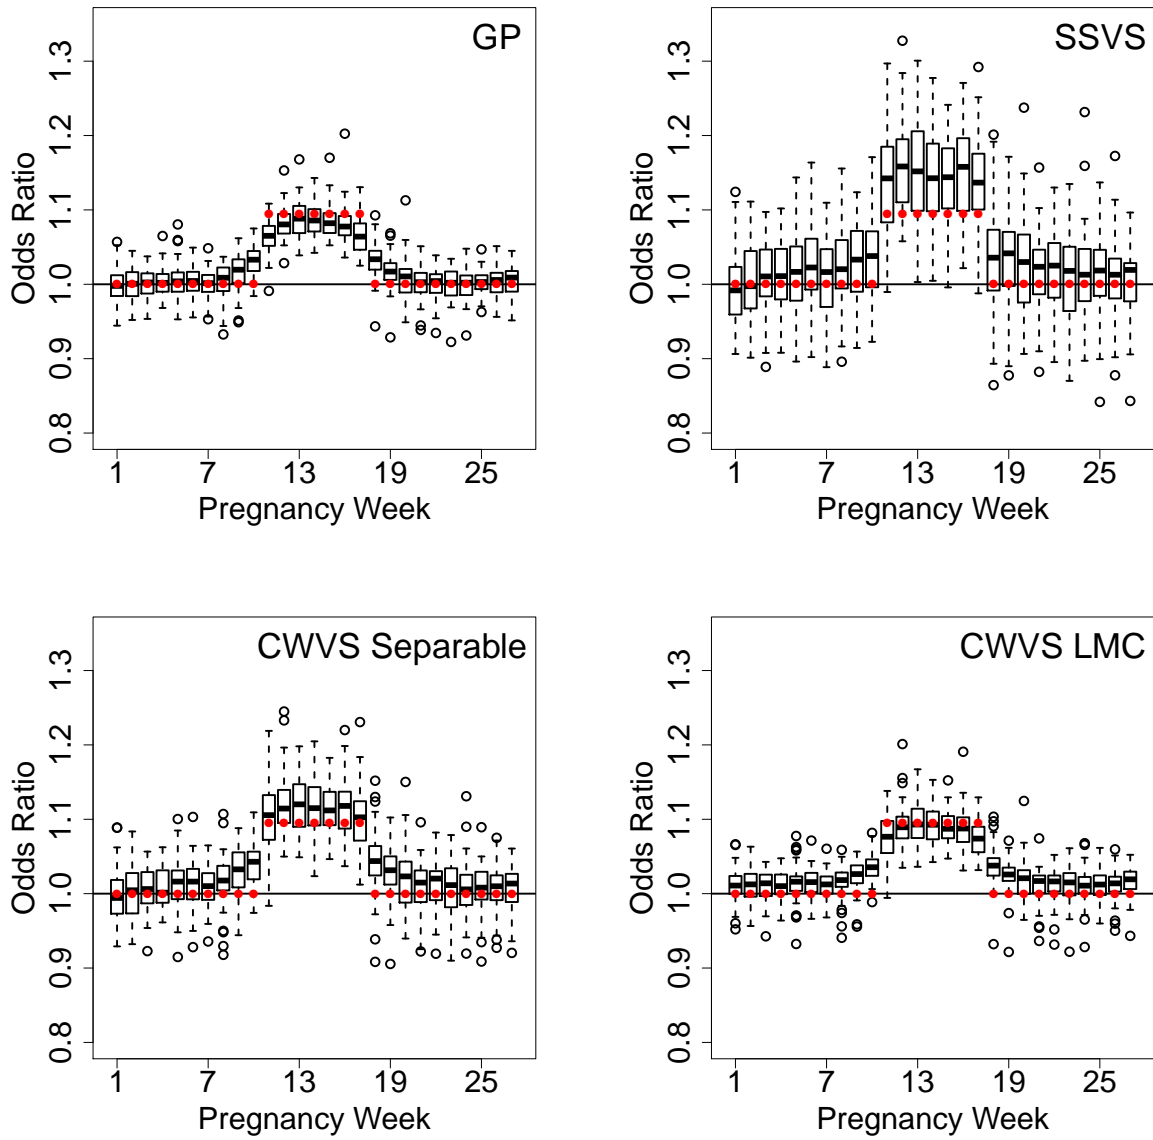 GP
Odds Ratio
1.3
1.2
1.1
1.0
0.9
0.8
1 7 13 19 25
Pregnancy Week
SSVS
Odds Ratio
1.3
1.2
1.1
1.0
0.9
0.8
1 7 13 19 25
Pregnancy Week
CWVS Separable
Odds Ratio
1.3
1.2
1.1
1.0
0.9
0.8
1 7 13 19 25
Pregnancy Week
CWVS LMC
Odds Ratio
1.3
1.2
1.1
1.0
0.9
0.8
1 7 13 19 25
Pregnancy Week